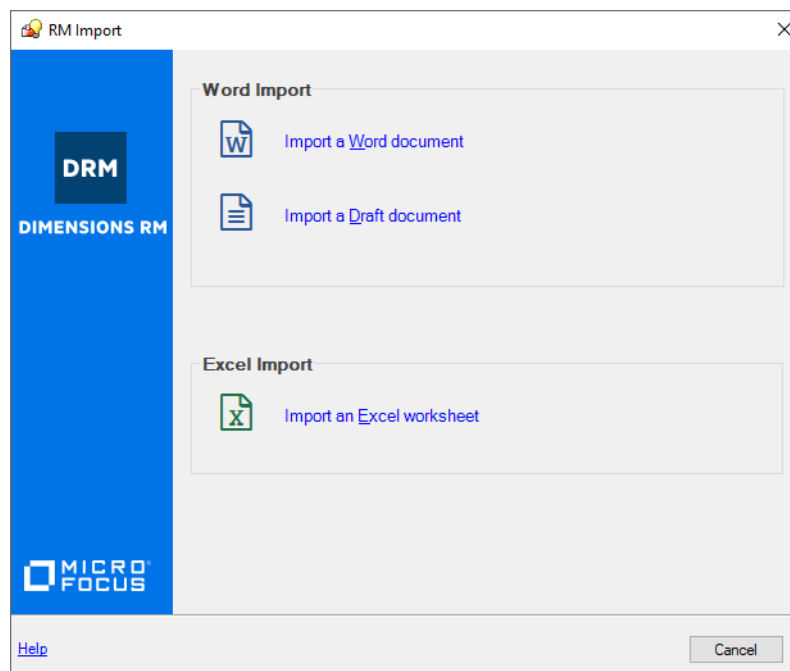 RM Import
Word Import
W
Import a Word document
Import a Draft document
DRM
DIMENSIONS RM
Excel Import
X
Import an Excel worksheet
MICRO
FOCUS
Help
Cancel